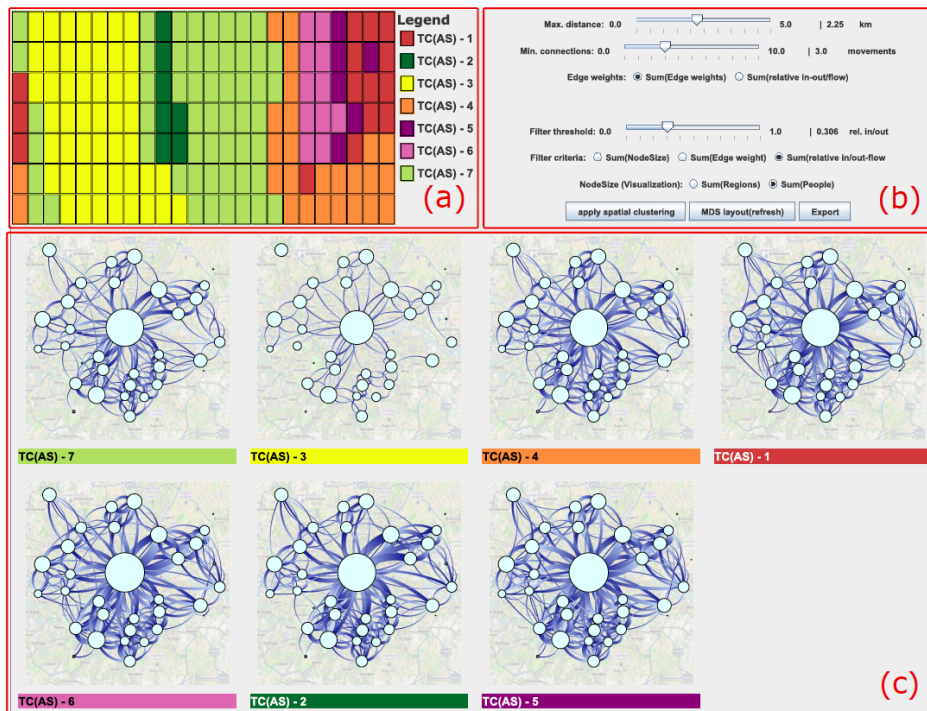 Legend
TC(AS) - 1
TC(AS) - 2
TC(AS) - 3
TC(AS) - 4
TC(AS) - 5
TC(AS) - 6
TC(AS) - 7
(a)
Max. distance: 0.0 5.0 | 2.25 km
Min. connections: 0.0 10.0 | 3.0 movements
Edge weights: Sum(Edge weights) Sum(relative in-out/flow)
Filter threshold: 0.0 1.0 | 0.306 rel. in/out
Filter criteria: Sum(NodeSize) Sum(Edge weight) Sum(relative in/out-flow
NodeSize (Visualization): Sum(Regions) Sum(People)
apply spatial clustering MDS layout(refresh) Export
(b)
TC(AS) - 7 TC(AS) - 3 TC(AS) - 4 TC(AS) - 1
TC(AS) - 6 TC(AS) - 2 TC(AS) - 5
(c)